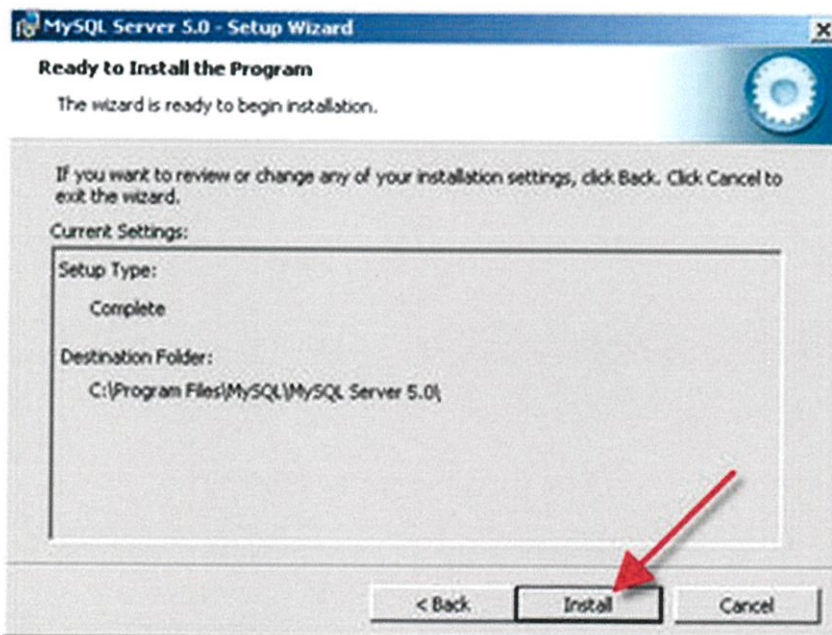 MySQL Server 5.0 - Setup Wizard
Ready to Install the Program
The wizard is ready to begin installation.
If you want to review or change any of your installation settings, click Back. Click Cancel to
exit the wizard.
Current Settings:
Setup Type:
Complete
Destination Folder:
C:\Program Files\MySQL\MySQL Server 5.0\
< Back
Install
Cancel